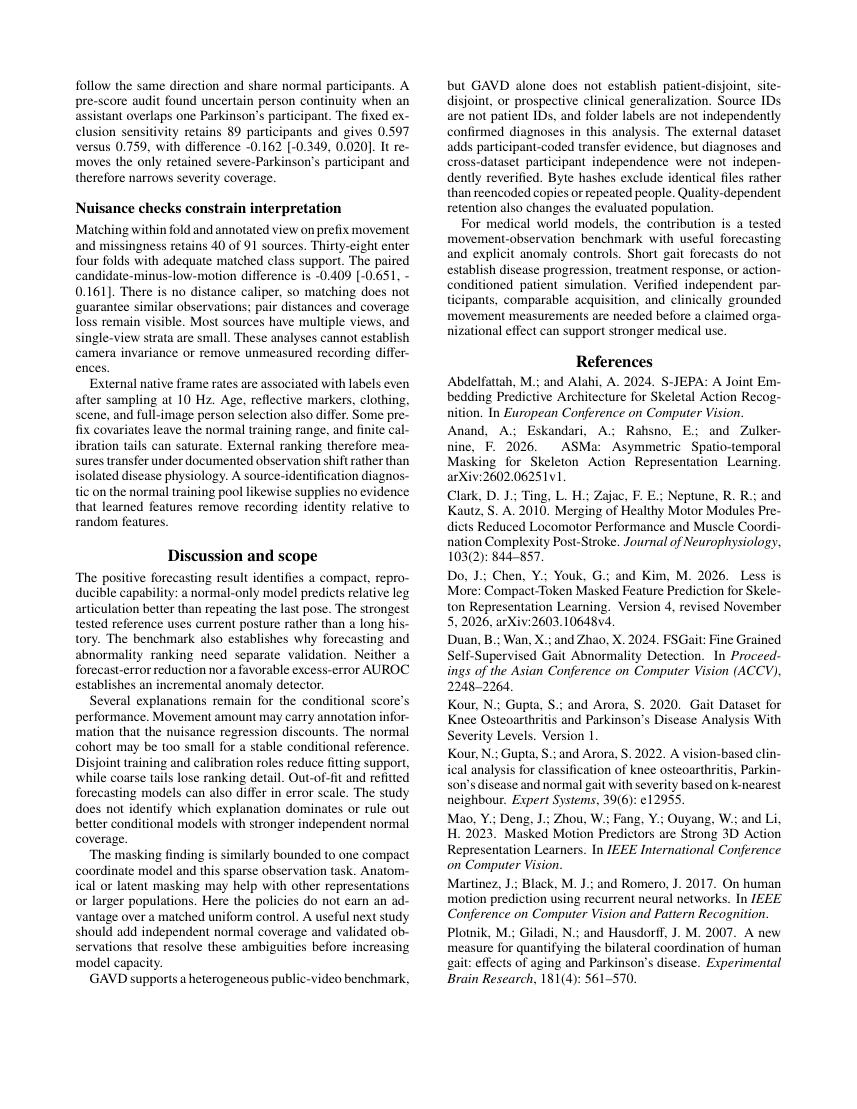 follow the same direction and share normal participants. A
pre-score audit found uncertain person continuity when an
assistant overlaps one Parkinson's participant. The fixed ex-
clusion sensitivity retains 89 participants and gives 0.597
versus 0.759, with difference -0.162 [-0.349, 0.020]. It re-
moves the only retained severe-Parkinson's participant and
therefore narrows severity coverage.
Nuisance checks constrain interpretation
Matching within fold and annotated view on prefix movement
and missingness retains 40 of 91 sources. Thirty-eight enter
four folds with adequate matched class support. The paired
candidate-minus-low-motion difference is -0.409 [-0.651, -
0.161]. There is no distance caliper, so matching does not
guarantee similar observations; pair distances and coverage
loss remain visible. Most sources have multiple views, and
single-view strata are small. These analyses cannot establish
camera invariance or remove unmeasured recording differ-
ences.
External native frame rates are associated with labels even
after sampling at 10 Hz. Age, reflective markers, clothing,
scene, and full-image person selection also differ. Some pre-
fix covariates leave the normal training range, and finite cal-
ibration tails can saturate. External ranking therefore mea-
sures transfer under documented observation shift rather than
isolated disease physiology. A source-identification diagnos-
tic on the normal training pool likewise supplies no evidence
that learned features remove recording identity relative to
random features.
Discussion and scope
The positive forecasting result identifies a compact, repro-
ducible capability: a normal-only model predicts relative leg
articulation better than repeating the last pose. The strongest
tested reference uses current posture rather than a long his-
tory. The benchmark also establishes why forecasting and
abnormality ranking need separate validation. Neither a
forecast-error reduction nor a favorable excess-error AUROC
establishes an incremental anomaly detector.
Several explanations remain for the conditional score's
performance. Movement amount may carry annotation infor-
mation that the nuisance regression discounts. The normal
cohort may be too small for a stable conditional reference.
Disjoint training and calibration roles reduce fitting support,
while coarse tails lose ranking detail. Out-of-fit and refitted
forecasting models can also differ in error scale. The study
does not identify which explanation dominates or rule out
better conditional models with stronger independent normal
coverage.
The masking finding is similarly bounded to one compact
coordinate model and this sparse observation task. Anatom-
ical or latent masking may help with other representations
or larger populations. Here the policies do not earn an ad-
vantage over a matched uniform control. A useful next study
should add independent normal coverage and validated ob-
servations that resolve these ambiguities before increasing
model capacity.
GAVD supports a heterogeneous public-video benchmark,
but GAVD alone does not establish patient-disjoint, site-
disjoint, or prospective clinical generalization. Source IDs
are not patient IDs, and folder labels are not independently
confirmed diagnoses in this analysis. The external dataset
adds participant-coded transfer evidence, but diagnoses and
cross-dataset participant independence were not indepen-
dently reverified. Byte hashes exclude identical files rather
than reencoded copies or repeated people. Quality-dependent
retention also changes the evaluated population.
For medical world models, the contribution is a tested
movement-observation benchmark with useful forecasting
and explicit anomaly controls. Short gait forecasts do not
establish disease progression, treatment response, or action-
conditioned patient simulation. Verified independent par-
ticipants, comparable acquisition, and clinically grounded
movement measurements are needed before a claimed orga-
nizational effect can support stronger medical use.
References
Abdelfattah, M.; and Alahi, A. 2024. S-JEPA: A Joint Em-
bedding Predictive Architecture for Skeletal Action Recog-
nition. In European Conference on Computer Vision.
Anand, A.; Eskandari, A.; Rahsno, E.; and Zulker-
nine, F. 2026. ASMa: Asymmetric Spatio-temporal
Masking for Skeleton Action Representation Learning.
arXiv:2602.06251v1.
Clark, D. J.; Ting, L. H.; Zajac, F. E.; Neptune, R. R.; and
Kautz, S. A. 2010. Merging of Healthy Motor Modules Pre-
dicts Reduced Locomotor Performance and Muscle Coordi-
nation Complexity Post-Stroke. Journal of Neurophysiology,
103(2): 844–857.
Do, J.; Chen, Y.; Youk, G.; and Kim, M. 2026. Less is
More: Compact-Token Masked Feature Prediction for Skele-
ton Representation Learning. Version 4, revised November
5, 2026, arXiv:2603.10648v4.
Duan, B.; Wan, X.; and Zhao, X. 2024. FSGait: Fine Grained
Self-Supervised Gait Abnormality Detection. In Proceed-
ings of the Asian Conference on Computer Vision (ACCV),
2248–2264.
Kour, N.; Gupta, S.; and Arora, S. 2020. Gait Dataset for
Knee Osteoarthritis and Parkinson's Disease Analysis With
Severity Levels. Version 1.
Kour, N.; Gupta, S.; and Arora, S. 2022. A vision-based clin-
ical analysis for classification of knee osteoarthritis, Parkin-
son's disease and normal gait with severity based on k-nearest
neighbour. Expert Systems, 39(6): e12955.
Mao, Y.; Deng, J.; Zhou, W.; Fang, Y.; Ouyang, W.; and Li,
H. 2023. Masked Motion Predictors are Strong 3D Action
Representation Learners. In IEEE International Conference
on Computer Vision.
Martinez, J.; Black, M. J.; and Romero, J. 2017. On human
motion prediction using recurrent neural networks. In IEEE
Conference on Computer Vision and Pattern Recognition.
Plotnik, M.; Giladi, N.; and Hausdorff, J. M. 2007. A new
measure for quantifying the bilateral coordination of human
gait: effects of aging and Parkinson's disease. Experimental
Brain Research, 181(4): 561–570.